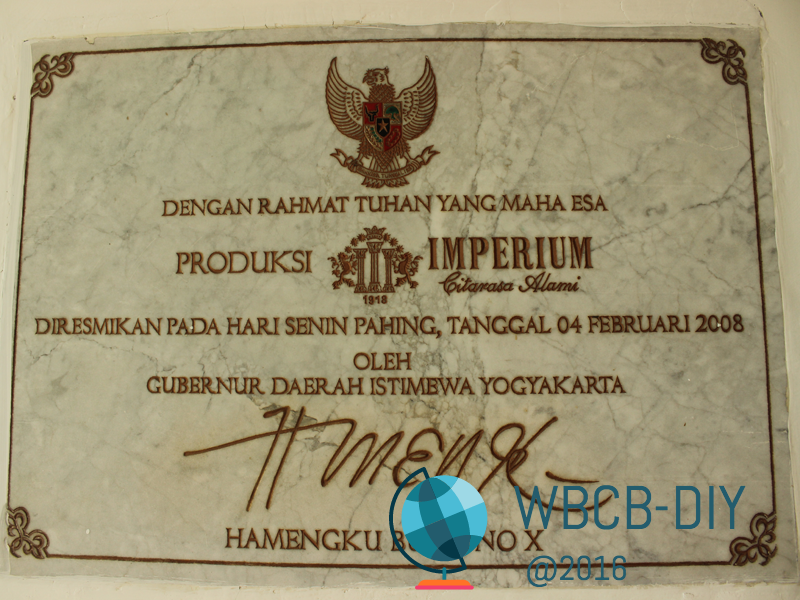 DENGAN RAHMAT TUHAN YANG MAHA ESA
PRODUKSI IMPERIUM
Citarasa Alami
1918
DIRESMIKAN PADA HARI SENIN PAHING, TANGGAL 04 FEBRUARI 2008
OLEH
GUBERNUR DAERAH ISTIMEWA YOGYAKARTA
HAMENGKU B NO X
WBCB-DIY
@2016